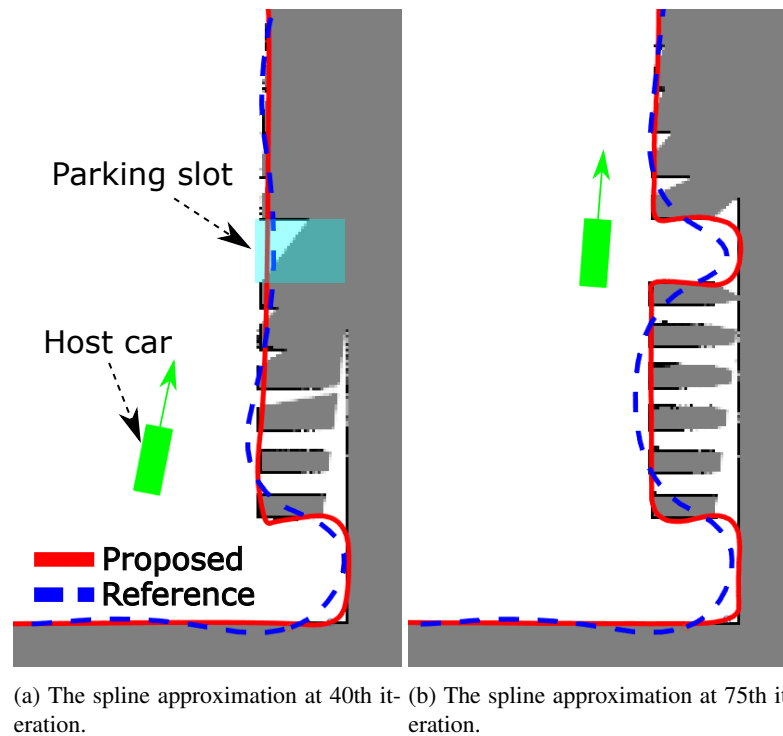 Parking slot
Host car
Proposed
Reference
(a) The spline approximation at 40th it-
eration.
(b) The spline approximation at 75th it
eration.